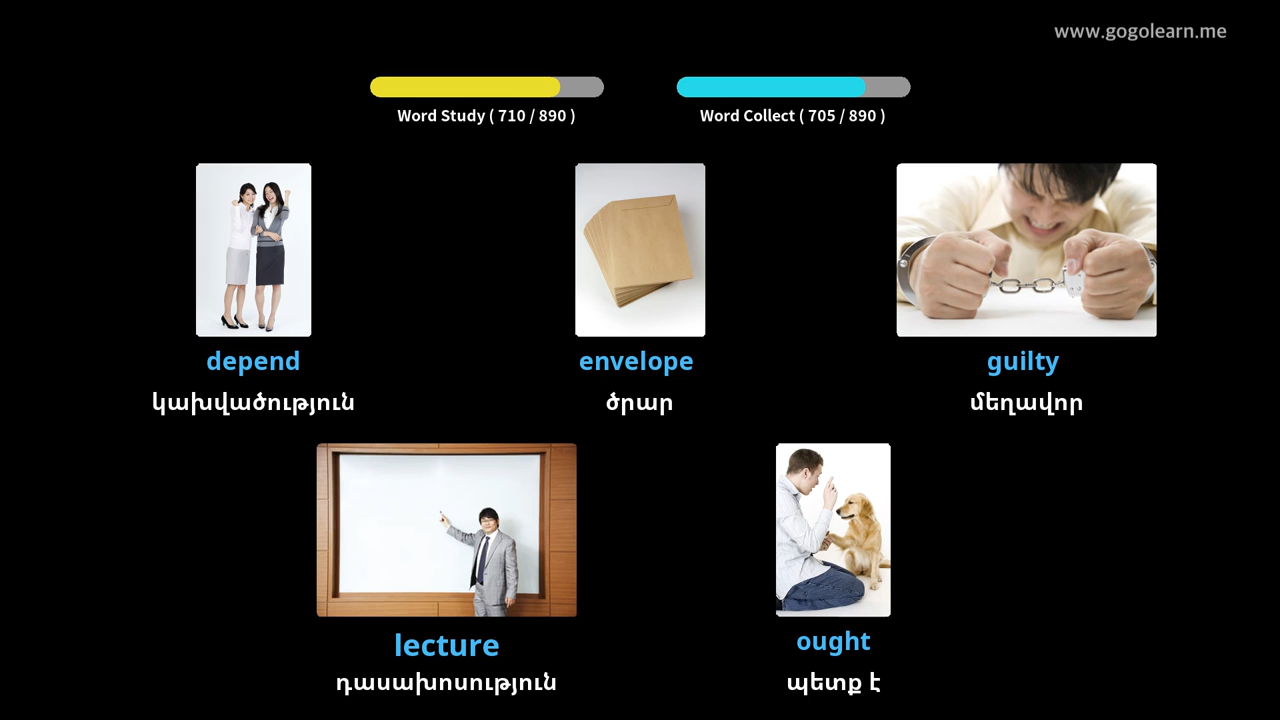 www.gogolearn.me
Word Study ( 710 / 890 )
Word Collect ( 705 / 890 )
depend
envelope
guilty
կախվածություն
ծրար
մեղավոր
lecture
ought
դասախոսություն
պետք է